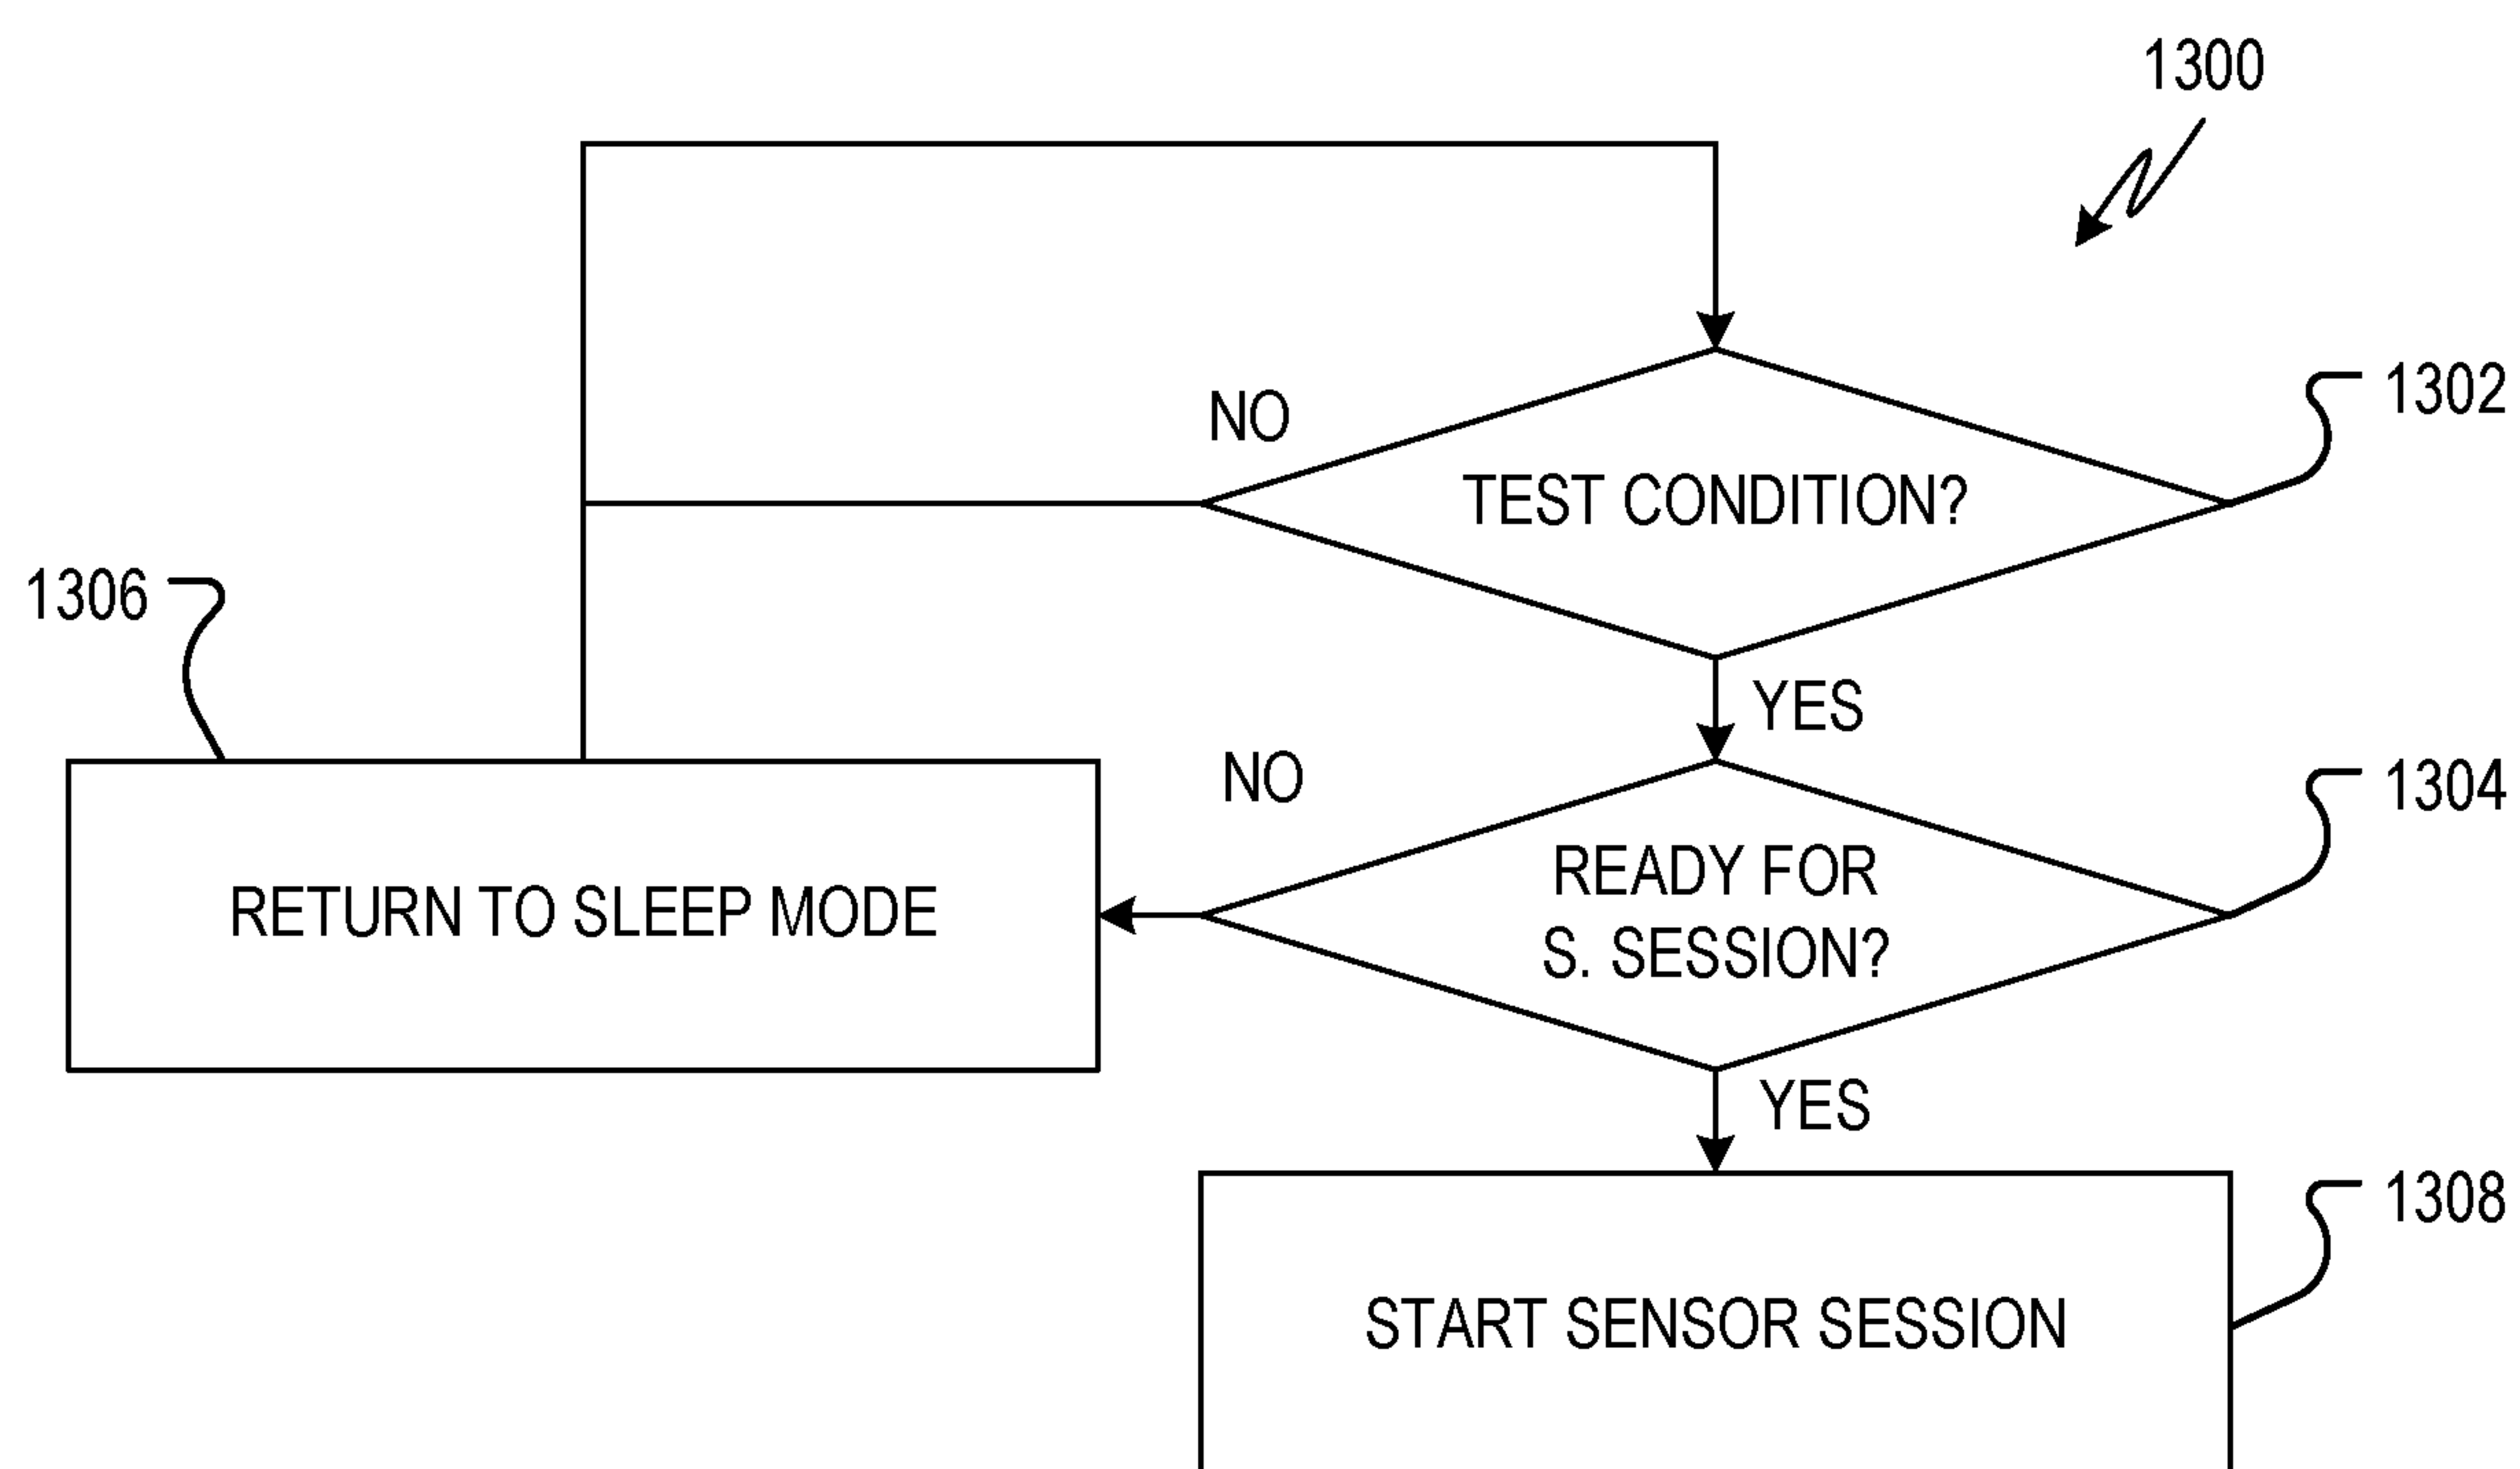 1300
NO
1302
TEST CONDITION?
1306
YES
NO
1304
READY FOR
S. SESSION?
RETURN TO SLEEP MODE
YES
1308
START SENSOR SESSION